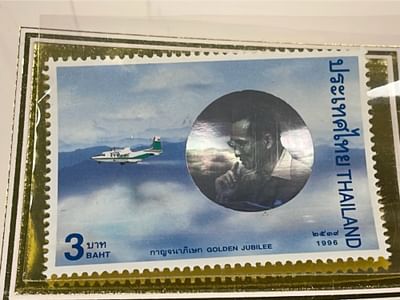 ประเทศไทย THAILAND
3 บาท
BAHT
กาญจนาภิเษก GOLDEN JUBILEE
๒๕๓๙
1996